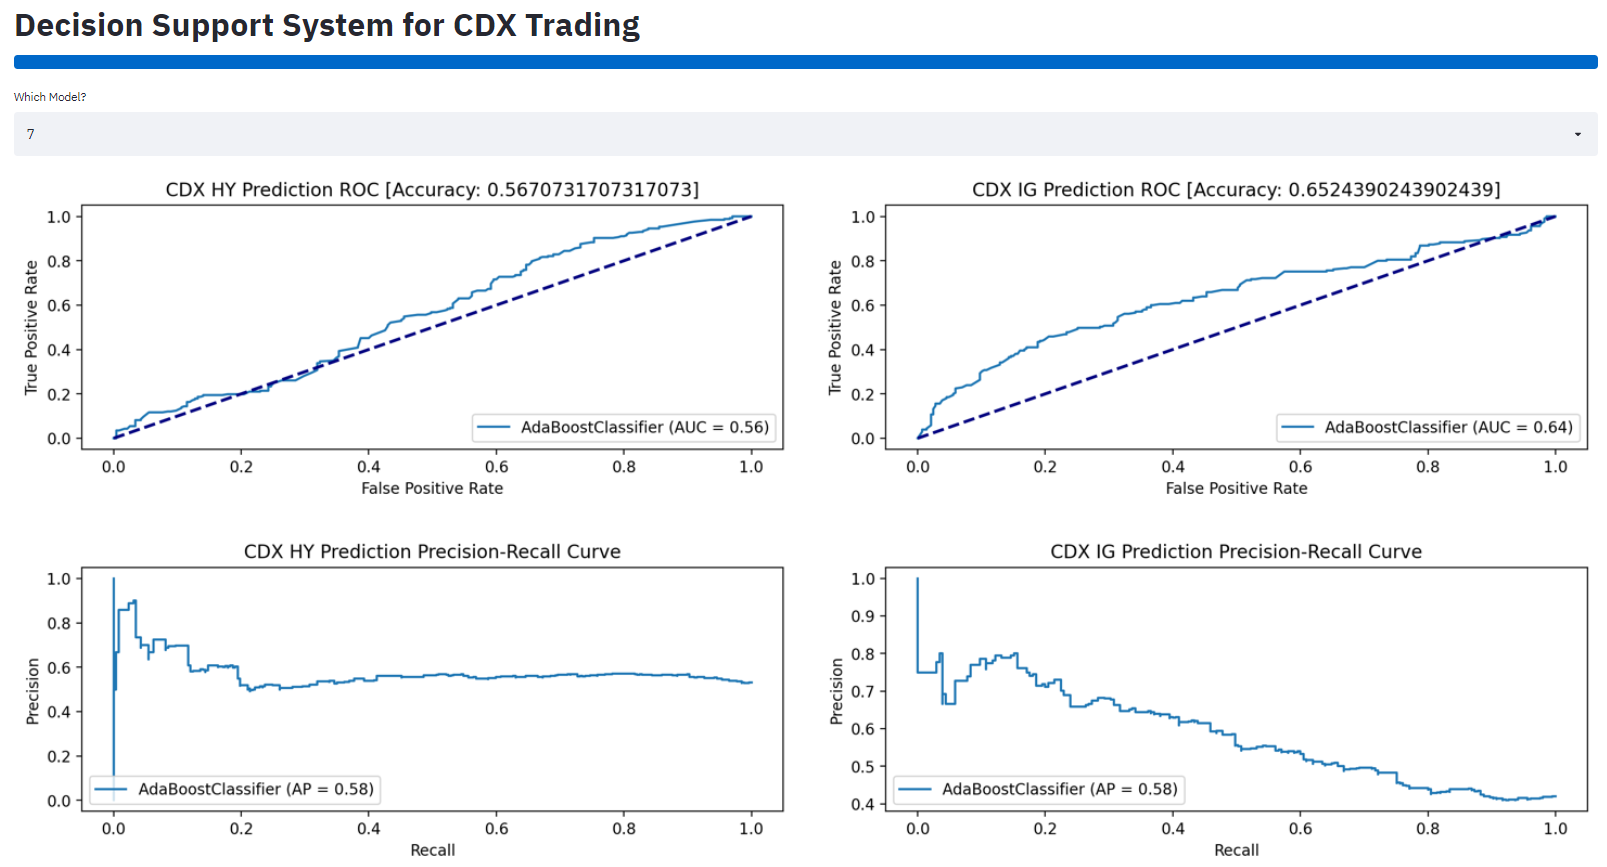 Decision Support System for CDX Trading
Which Model?
7
CDX HY Prediction ROC [Accuracy: 0.5670731707317073]
1.0
0.8
0.6
0.4
0.2
0.0
True Positive Rate
AdaBoostClassifier (AUC = 0.56)
0.0 0.2 0.4 0.6 0.8 1.0
False Positive Rate
CDX IG Prediction ROC [Accuracy: 0.6524390243902439]
1.0
0.8
0.6
0.4
0.2
0.0
True Positive Rate
AdaBoostClassifier (AUC = 0.64)
0.0 0.2 0.4 0.6 0.8 1.0
False Positive Rate
CDX HY Prediction Precision-Recall Curve
1.0
0.8
0.6
0.4
0.2
0.0
Precision
AdaBoostClassifier (AP = 0.58)
0.0 0.2 0.4 0.6 0.8 1.0
Recall
CDX IG Prediction Precision-Recall Curve
1.0
0.9
0.8
0.7
0.6
0.5
0.4
Precision
AdaBoostClassifier (AP = 0.58)
0.0 0.2 0.4 0.6 0.8 1.0
Recall